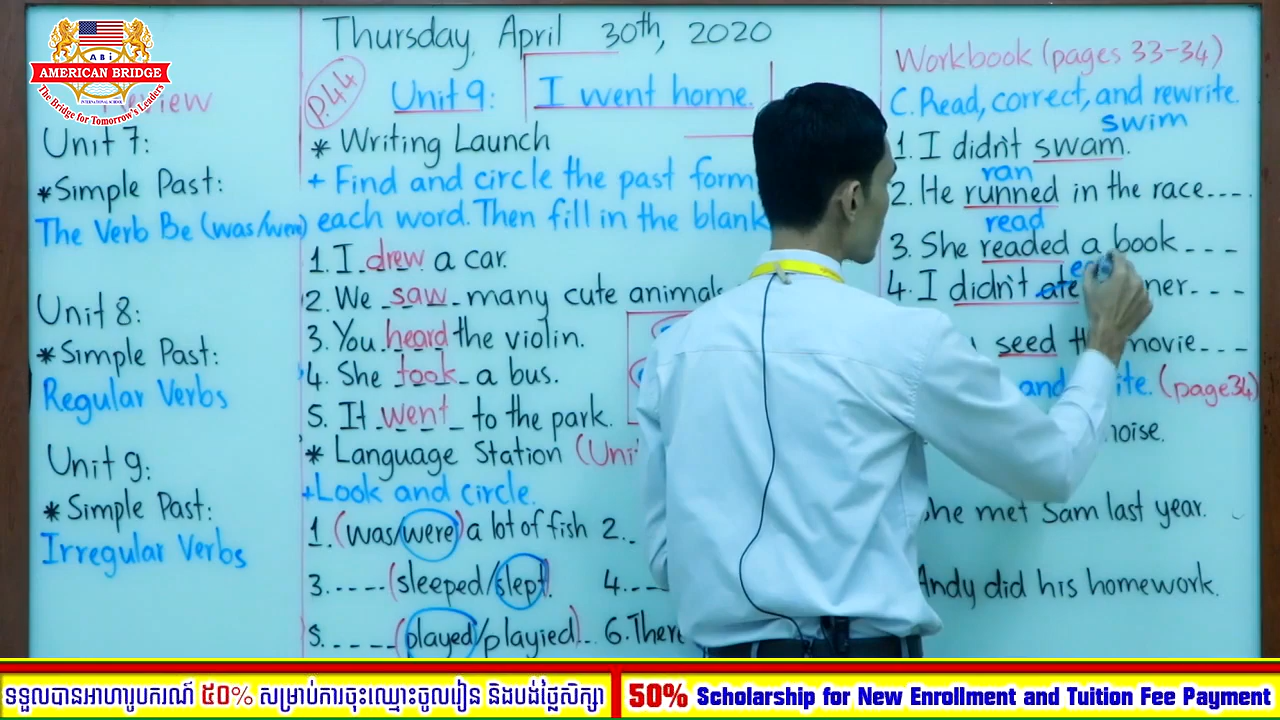 ABi
AMERICAN BRIDGE
INTERNATIONAL SCHOOL
The Bridge for Tomorrow's Leaders
Unit 7:
*Simple Past:
The Verb Be (was/were)
Unit 8:
*Simple Past:
Regular Verbs
Unit 9:
*Simple Past:
Irregular Verbs
Thursday, April 30th, 2020
P.44
Unit 9: I went home.
* Writing Launch
+ Find and circle the past form
each word. Then fill in the blank
1. I drew a car.
2. We saw many cute animals
3. You heard the violin.
4. She took a bus.
5. It went to the park.
* Language Station
+Look and circle.
1. (was/were) a lot of fish 2.
3. ----- (sleeped/slept).
4. --
5. ----- (played/playied).. 6. There
Workbook (pages 33-34)
C. Read, correct, and rewrite.
swim
1. I didn't swam.
ran
2. He runned in the race....
read
3. She readed a book ---
4. I didn't ate
seed movie---
and (page34)
noise.
She met Sam last year.
Andy did his homework.
ទទួលបានអាហារូបករណ៍ ៥០% សម្រាប់ការចុះឈ្មោះចូលរៀន និងបង់ថ្លៃសិក្សា
50% Scholarship for New Enrollment and Tuition Fee Payment